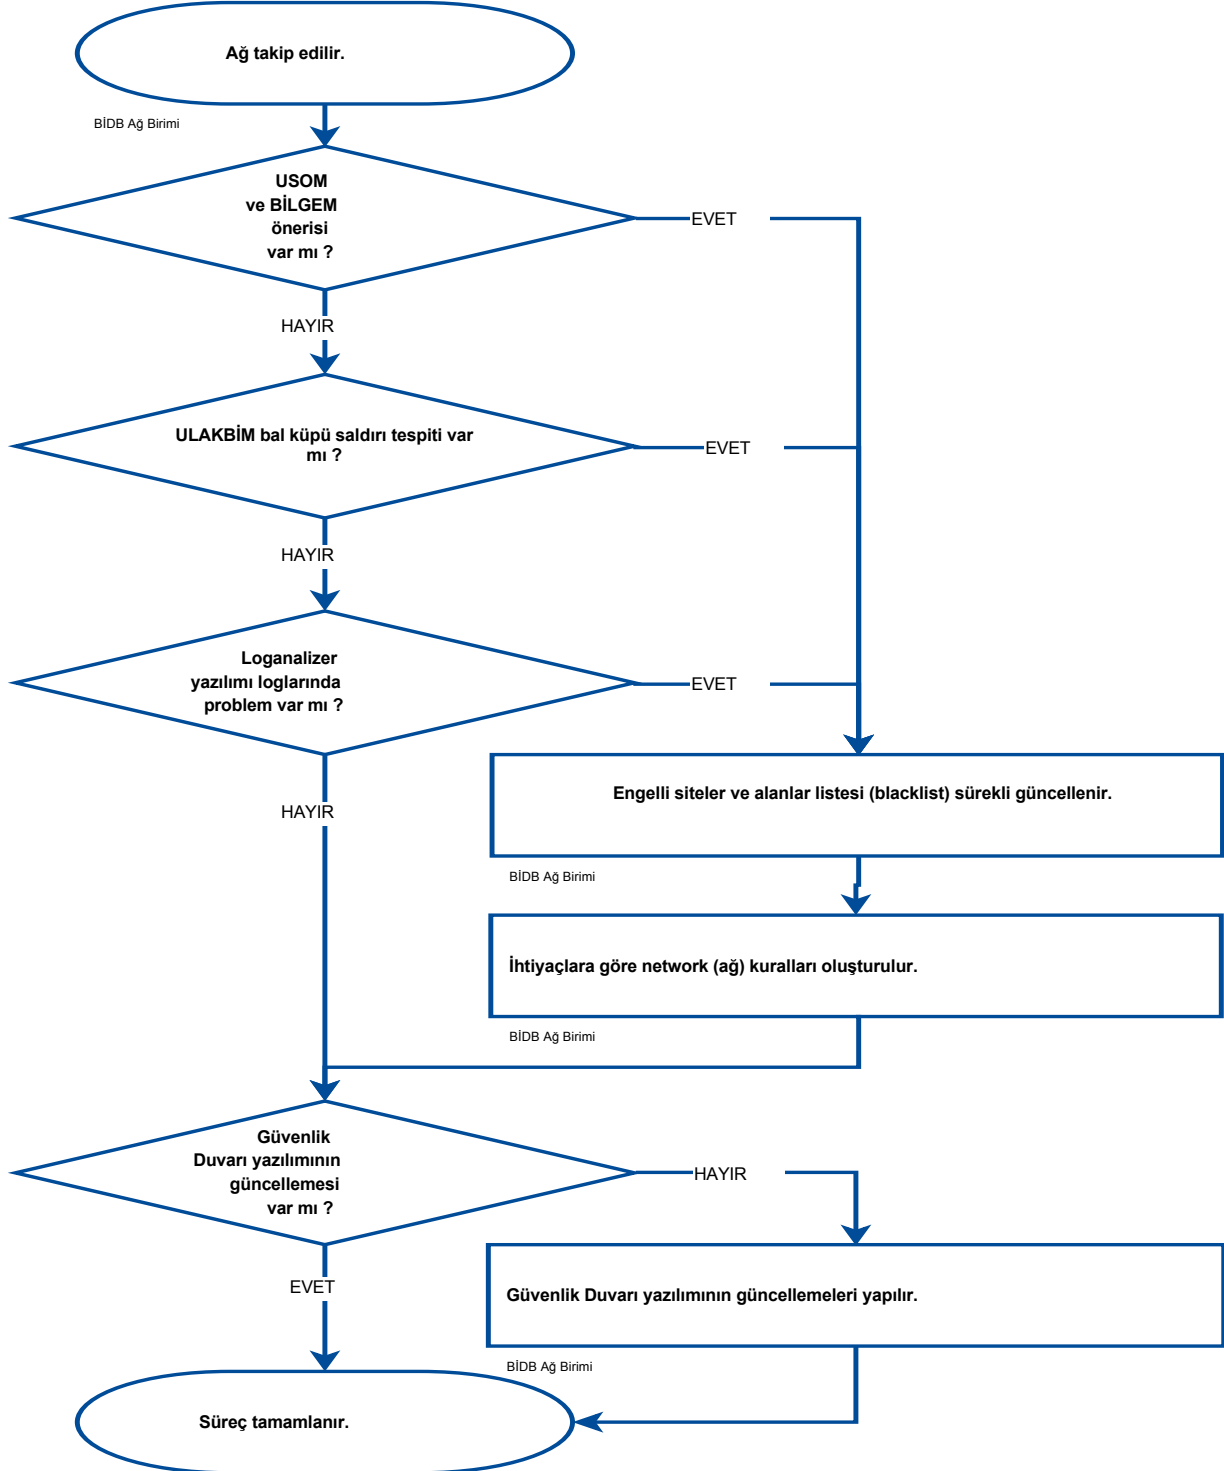 Ağ takip edilir.
BİDB Ağ Birimi
USOM
ve BİLGEM
önerisi
var mı ?
EVET
HAYIR
ULAKBİM bal küpü saldırı tespiti var
mı ?
EVET
HAYIR
Loganalizer
yazılımı loglarında
problem var mı ?
EVET
HAYIR
Engelli siteler ve alanlar listesi (blacklist) sürekli güncellenir.
BİDB Ağ Birimi
İhtiyaçlara göre network (ağ) kuralları oluşturulur.
BİDB Ağ Birimi
Güvenlik
Duvarı yazılımının
güncellemesi
var mı ?
HAYIR
EVET
Güvenlik Duvarı yazılımının güncellemeleri yapılır.
BİDB Ağ Birimi
Süreç tamamlanır.